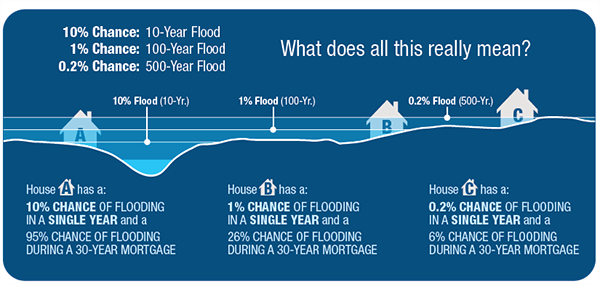 10% Chance: 10-Year Flood
1% Chance: 100-Year Flood
0.2% Chance: 500-Year Flood
What does all this really mean?
10% Flood (10-Yr.)
1% Flood (100-Yr.)
0.2% Flood (500-Yr.)
A
B
C
House A has a:
10% CHANCE OF FLOODING
IN A SINGLE YEAR and a
95% CHANCE OF FLOODING
DURING A 30-YEAR MORTGAGE
House B has a:
1% CHANCE OF FLOODING
IN A SINGLE YEAR and a
26% CHANCE OF FLOODING
DURING A 30-YEAR MORTGAGE
House C has a:
0.2% CHANCE OF FLOODING
IN A SINGLE YEAR and a
6% CHANCE OF FLOODING
DURING A 30-YEAR MORTGAGE